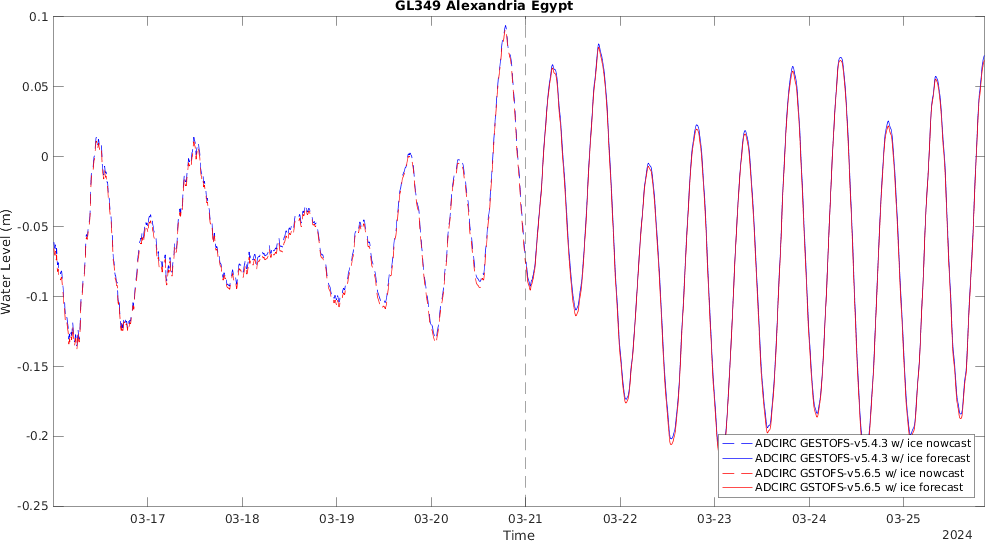 GL349 Alexandria Egypt
Water Level (m)
0.1
0.05
0
-0.05
-0.1
-0.15
-0.2
-0.25
ADCIRC GESTOFS-v5.4.3 w/ ice nowcast
ADCIRC GESTOFS-v5.4.3 w/ ice forecast
ADCIRC GSTOFS-v5.6.5 w/ ice nowcast
ADCIRC GSTOFS-v5.6.5 w/ ice forecast
03-17 03-18 03-19 03-20 03-21 03-22 03-23 03-24 03-25
Time
2024